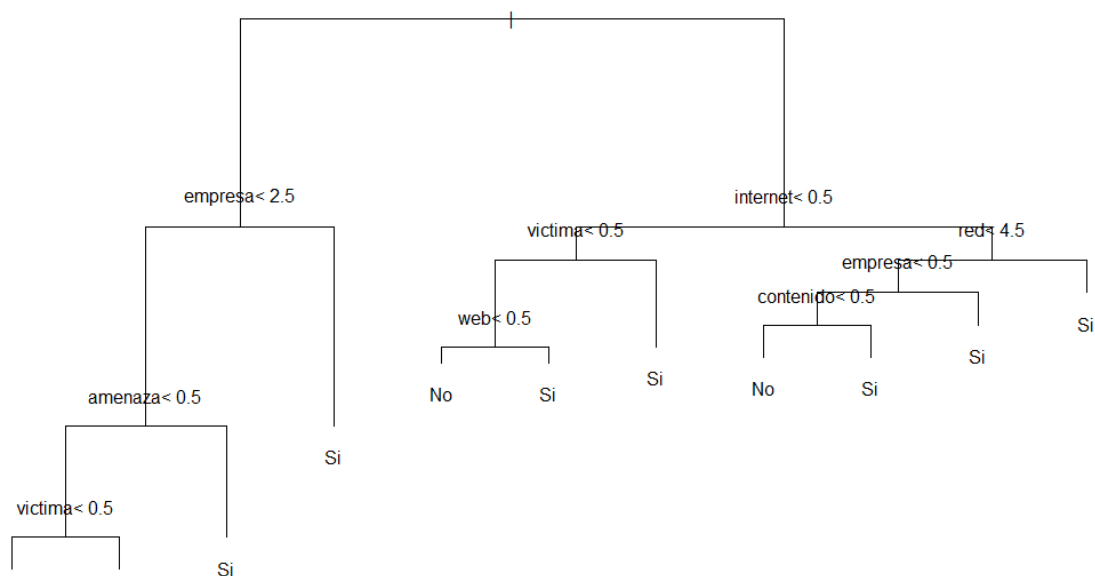 empresa< 2.5
internet< 0.5
victima< 0.5
red< 4.5
empresa< 0.5
contenido< 0.5
web< 0.5
Si
Si
Si
No
Si
No
Si
amenaza< 0.5
Si
victima< 0.5
Si